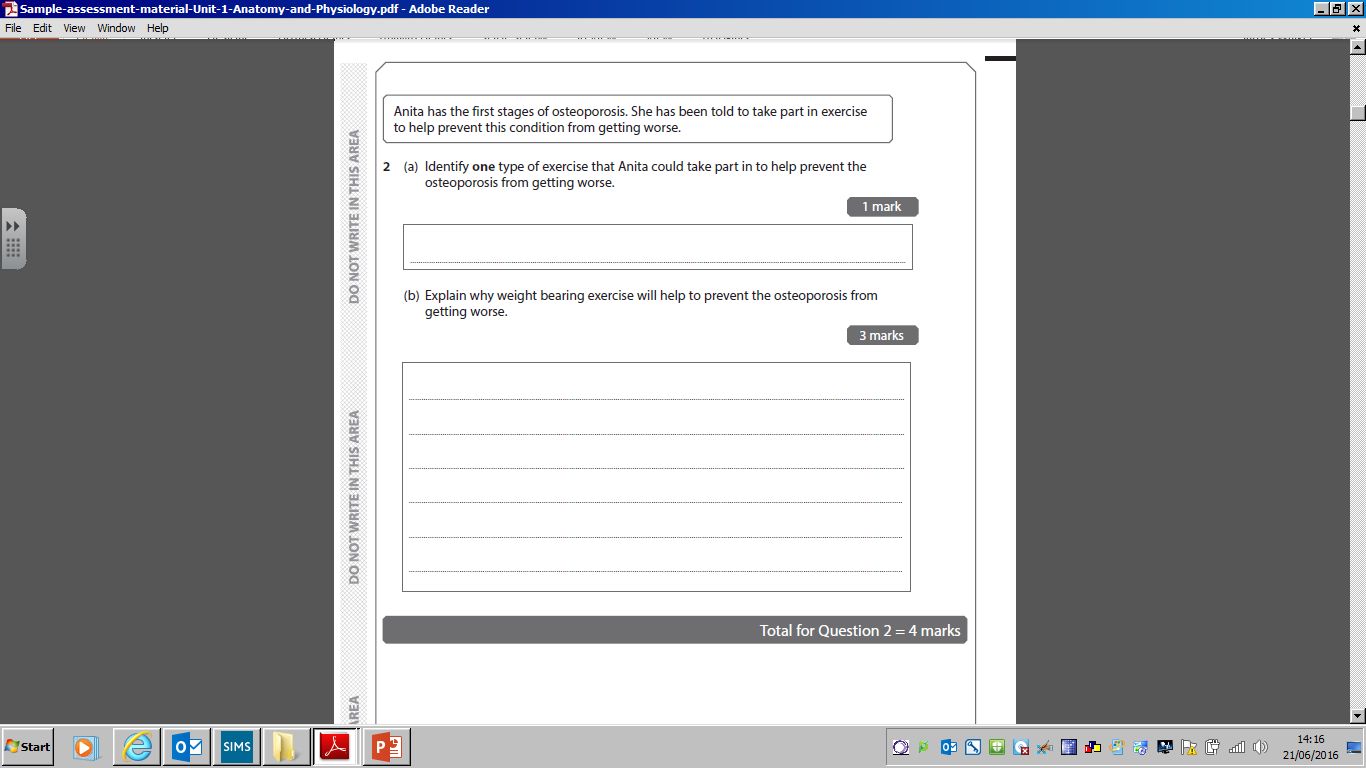 Sample-assessment-material-Unit-1-Anatomy-and-Physiology.pdf - Adobe Reader
File Edit View Window Help
Anita has the first stages of osteoporosis. She has been told to take part in exercise
to help prevent this condition from getting worse.
2 (a) Identify one type of exercise that Anita could take part in to help prevent the
osteoporosis from getting worse.
1 mark
(b) Explain why weight bearing exercise will help to prevent the osteoporosis from
getting worse.
3 marks
Total for Question 2 = 4 marks
DO NOT WRITE IN THIS AREA
DO NOT WRITE IN THIS AREA
AREA
Start
SIMS
14:16
21/06/2016